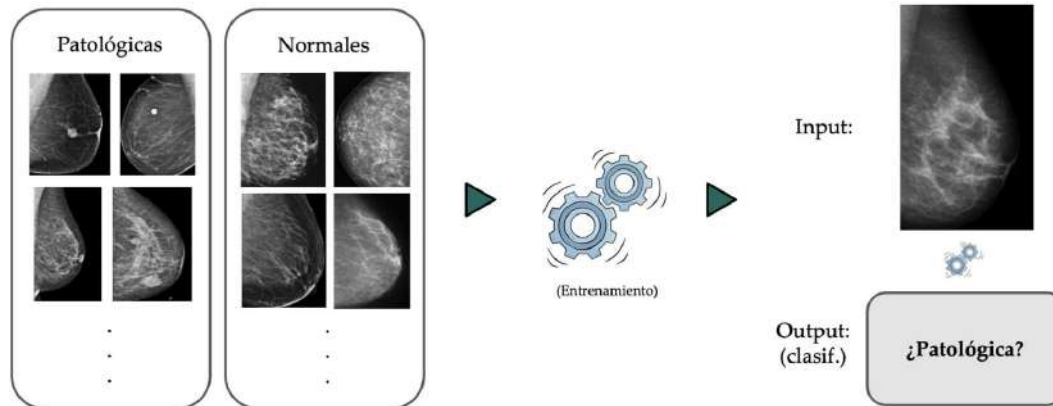 Patológicas
Normales
(Entrenamiento)
Input:
Output:
(clasif.)
¿Patológica?